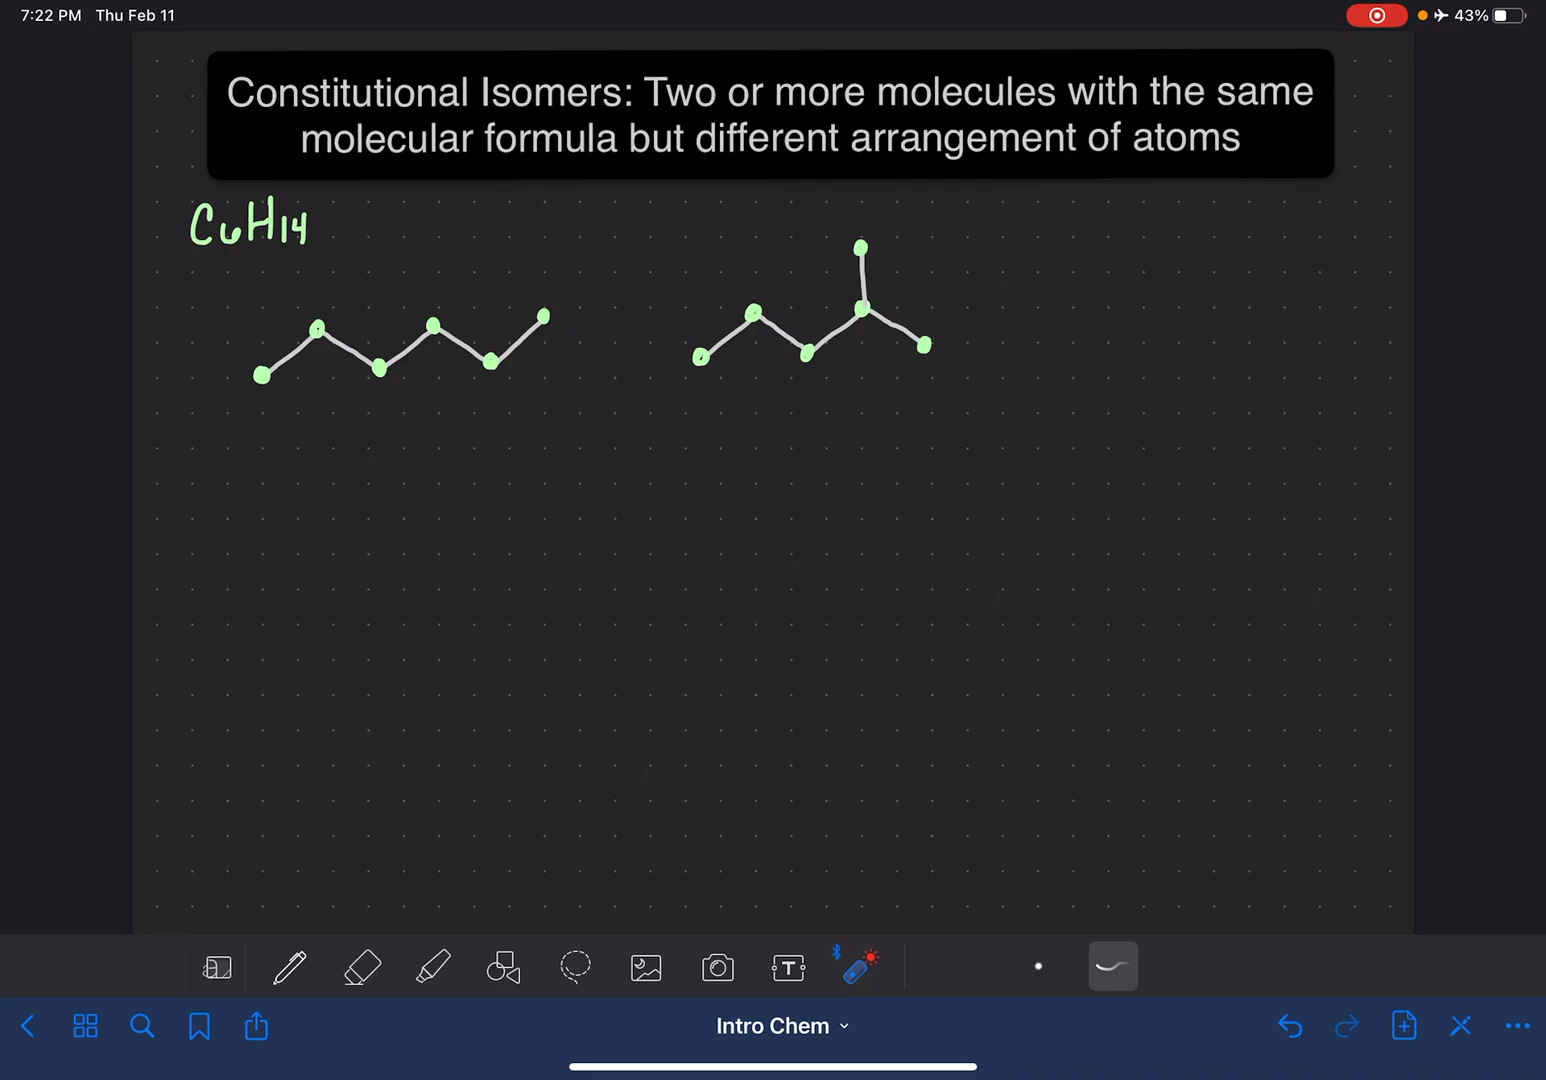 7:22 PM Thu Feb 11
43%
Constitutional Isomers: Two or more molecules with the same
molecular formula but different arrangement of atoms
C6H14
T
Intro Chem